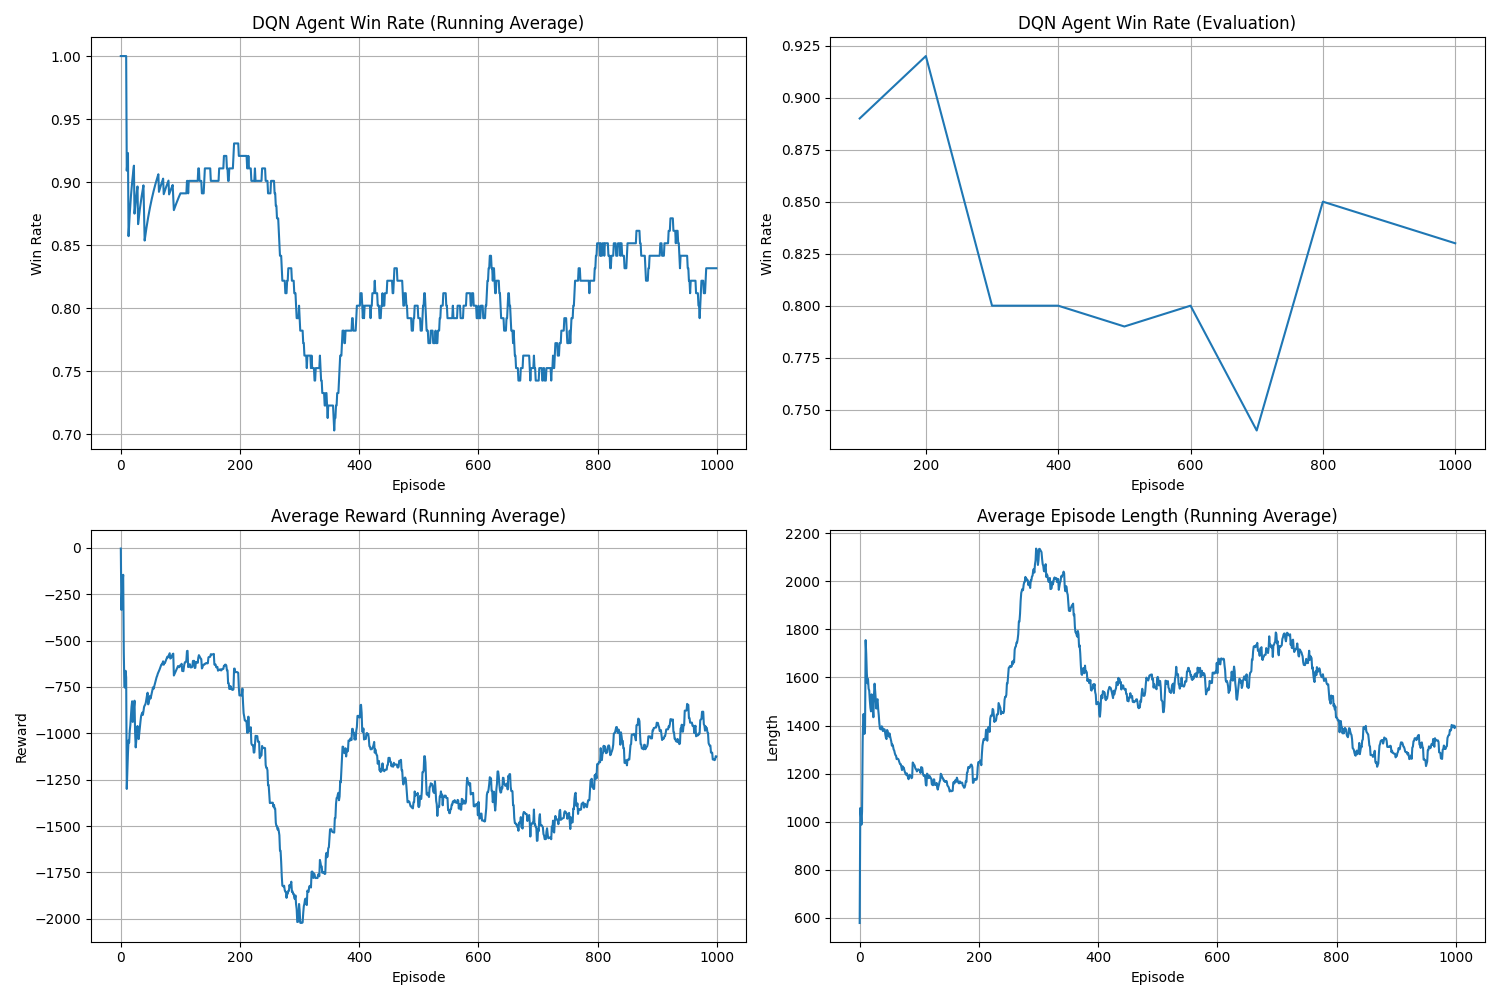 DQN Agent Win Rate (Running Average)
Win Rate
1.00
0.95
0.90
0.85
0.80
0.75
0.70
0 200 400 600 800 1000
Episode
DQN Agent Win Rate (Evaluation)
Win Rate
0.925
0.900
0.875
0.850
0.825
0.800
0.775
0.750
200 400 600 800 1000
Episode
Average Reward (Running Average)
Reward
0
−250
−500
−750
−1000
−1250
−1500
−1750
−2000
0 200 400 600 800 1000
Episode
Average Episode Length (Running Average)
Length
2200
2000
1800
1600
1400
1200
1000
800
600
0 200 400 600 800 1000
Episode